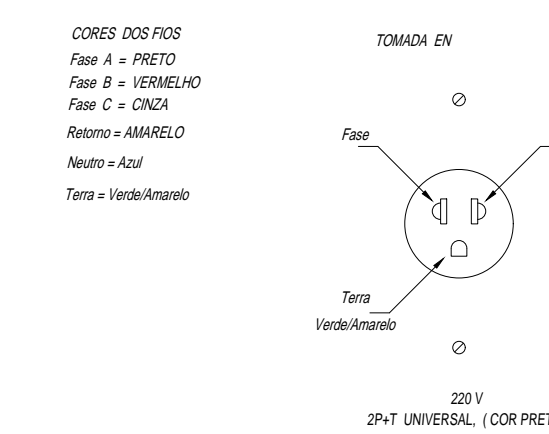 CORES DOS FIOS
Fase A = PRETO
Fase B = VERMELHO
Fase C = CINZA
Retorno = AMARELO
Neutro = Azul
Terra = Verde/Amarelo
TOMADA EN
Fase
Terra
Verde/Amarelo
220 V
2P+T UNIVERSAL, ( COR PRET